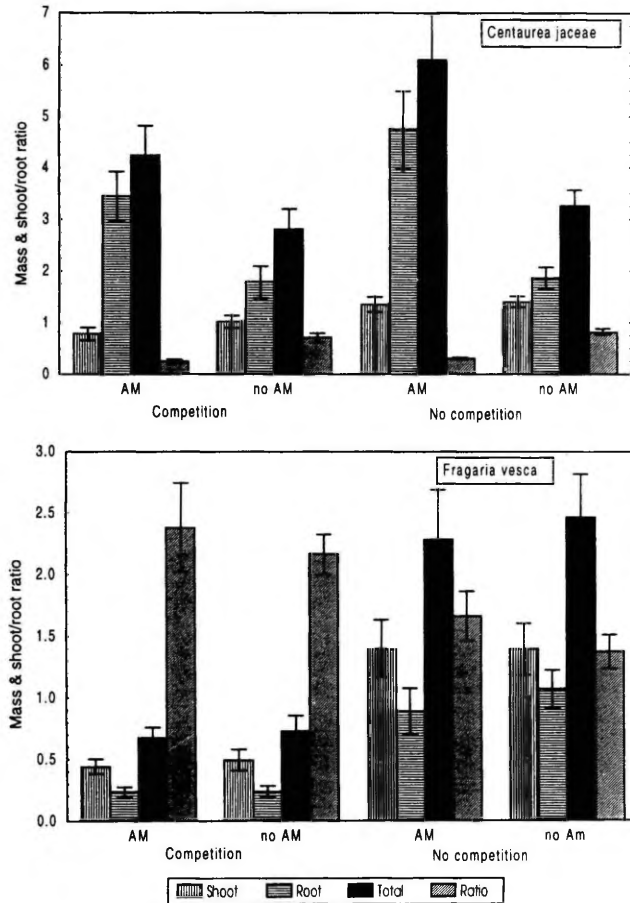 Centaurea jaceae
Mass & shoot/root ratio
7
6
5
4
3
2
1
0
AM no AM AM no AM
Competition No competition
Fragaria vesca
Mass & shoot/root ratio
3.0
2.5
2.0
1.5
1.0
0.5
0.0
AM no AM AM no Am
Competition No competition
Shoot Root Total Ratio